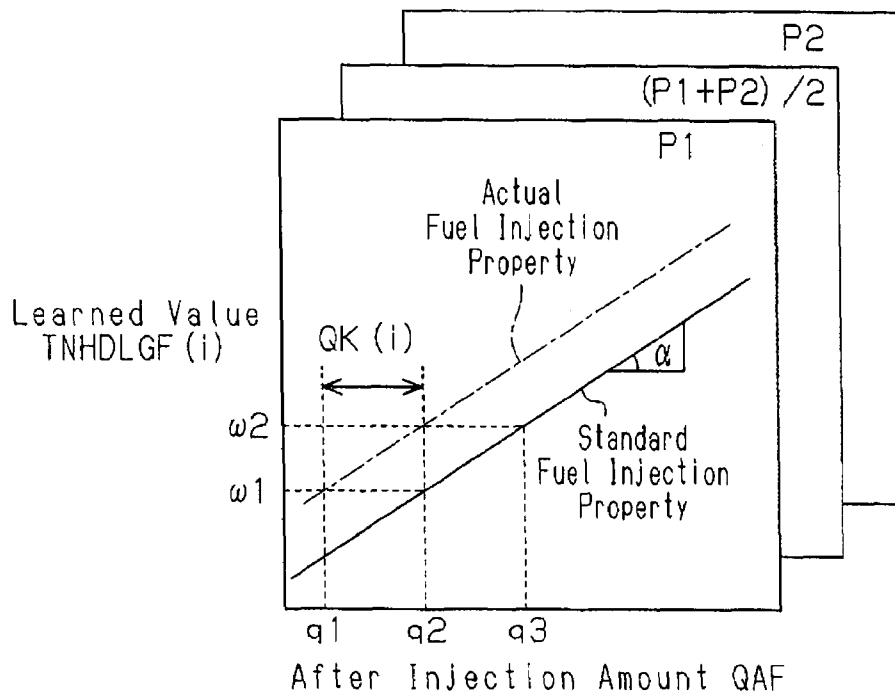 P2
(P1+P2)/2
P1
Actual
Fuel Injection
Property
Learned Value
TNHDLGF(i)
QK(i)
α
ω2
Standard
Fuel Injection
Property
ω1
q1 q2 q3
After Injection Amount QAF